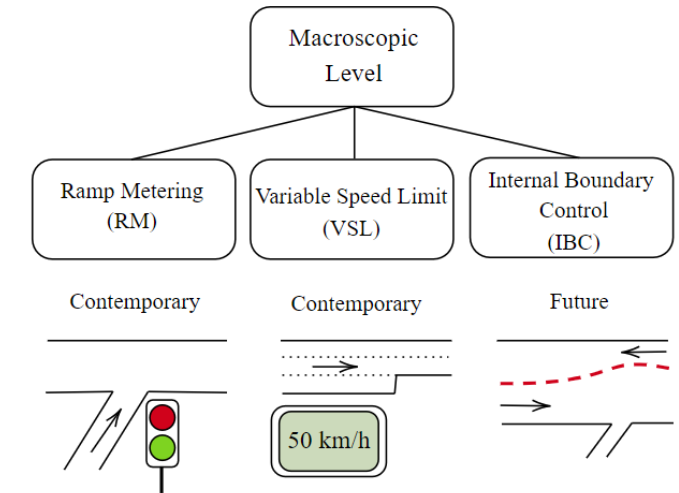 Macroscopic
Level
Ramp Metering
(RM)
Variable Speed Limit
(VSL)
Internal Boundary
Control
(IBC)
Contemporary
Contemporary
Future
50 km/h